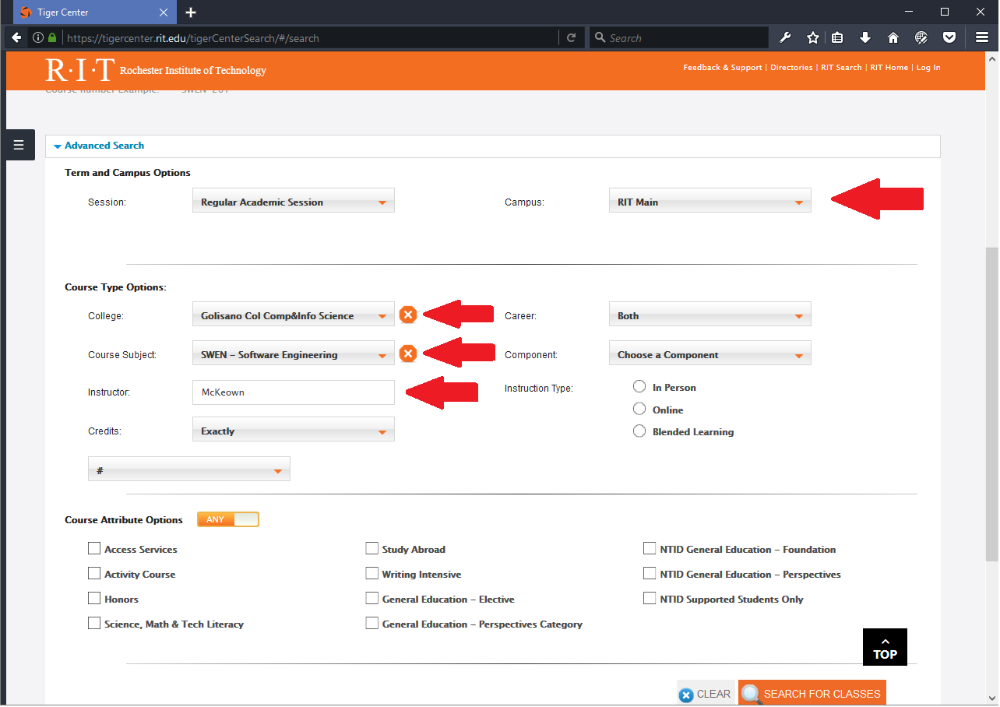 Tiger Center
https://tigercenter.rit.edu/tigerCenterSearch/#/search
Search
R·I·T Rochester Institute of Technology
Feedback & Support | Directories | RIT Search | RIT Home | Log In
Course number Example: SWEN-261
Advanced Search
Term and Campus Options
Session: Regular Academic Session Campus: RIT Main
Course Type Options:
College: Golisano Col Comp&Info Science Career: Both
Course Subject: SWEN – Software Engineering Component: Choose a Component
Instructor: McKeown Instruction Type: In Person
Online
Credits: Exactly Blended Learning
#
Course Attribute Options ANY
Access Services Study Abroad NTID General Education – Foundation
Activity Course Writing Intensive NTID General Education – Perspectives
Honors General Education – Elective NTID Supported Students Only
Science, Math & Tech Literacy General Education – Perspectives Category
TOP
CLEAR SEARCH FOR CLASSES